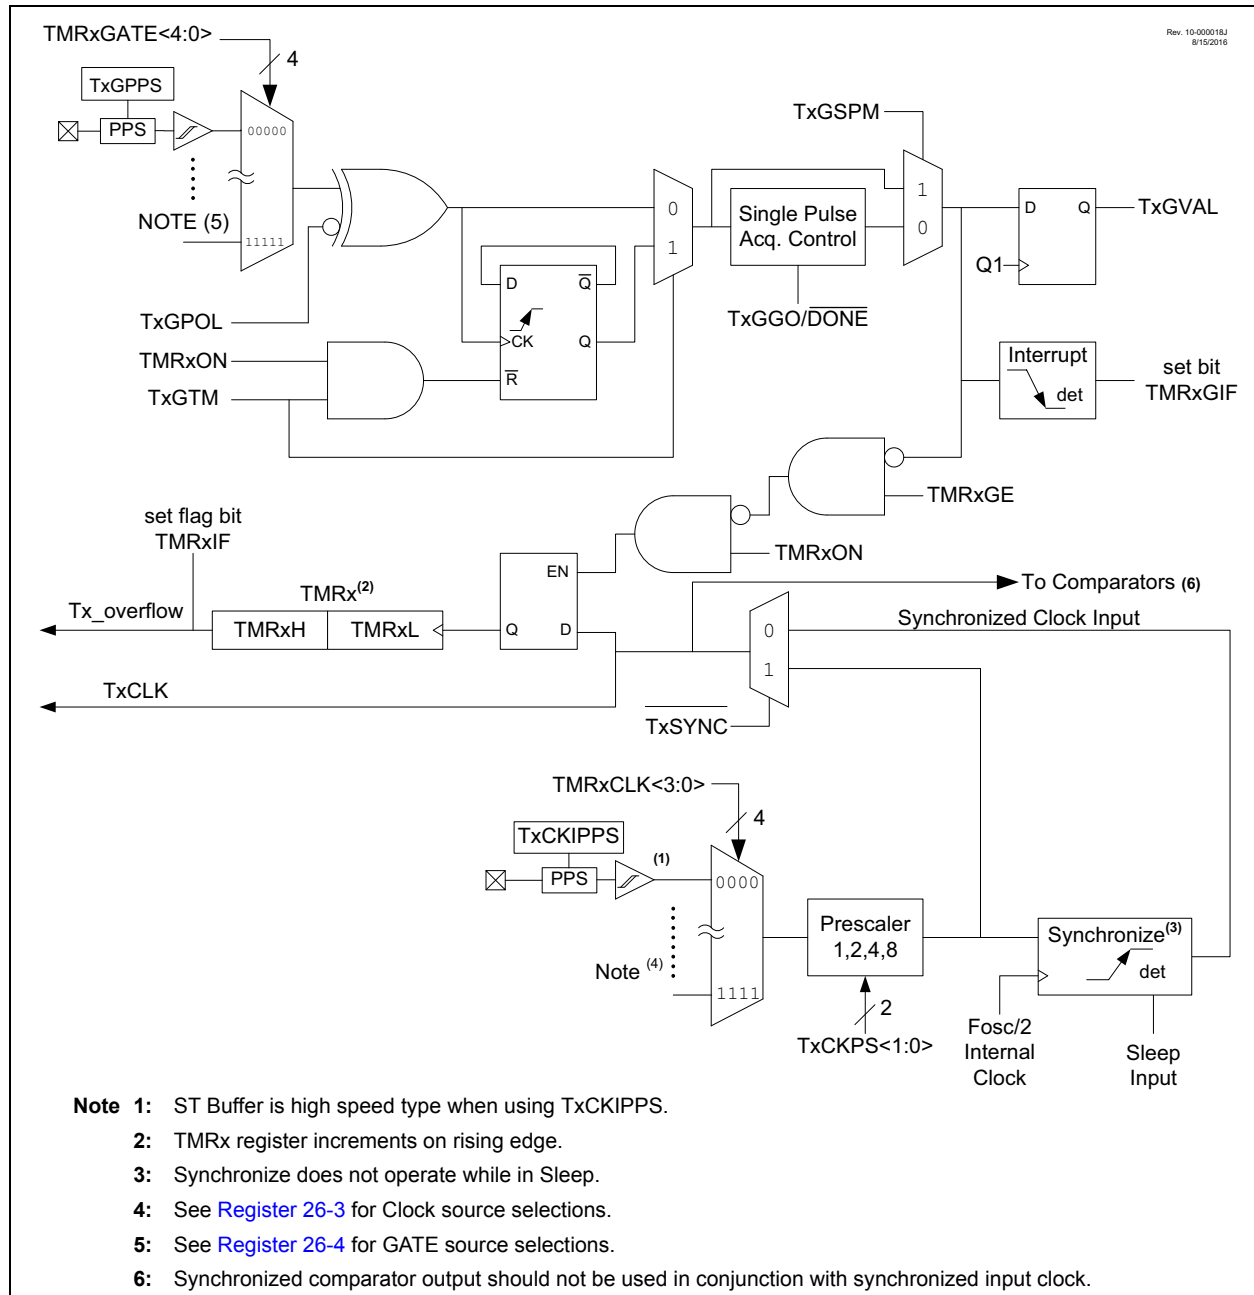 Rev. 10-000018J
8/15/2016
TMRxGATE<4:0>
4
TxGPPS
PPS
00000
NOTE (5)
11111
TxGPOL
TMRxON
TxGTM
D
Q̅
CK
Q
R̅
0
1
TxGSPM
Single Pulse
Acq. Control
TxGGO/D̅O̅N̅E̅
1
0
D
Q
Q1
TxGVAL
Interrupt
det
set bit
TMRxGIF
TMRxGE
TMRxON
set flag bit
TMRxIF
Tx_overflow
TMRx(2)
TMRxH
TMRxL
EN
Q
D
TxCLK
To Comparators (6)
Synchronized Clock Input
0
1
T̅x̅S̅Y̅N̅C̅
TMRxCLK<3:0>
4
TxCKIPPS
PPS
(1)
0000
Note (4)
1111
Prescaler
1,2,4,8
2
TxCKPS<1:0>
Synchronize(3)
det
Fosc/2
Internal
Clock
Sleep
Input
Note 1: ST Buffer is high speed type when using TxCKIPPS.
2: TMRx register increments on rising edge.
3: Synchronize does not operate while in Sleep.
4: See Register 26-3 for Clock source selections.
5: See Register 26-4 for GATE source selections.
6: Synchronized comparator output should not be used in conjunction with synchronized input clock.